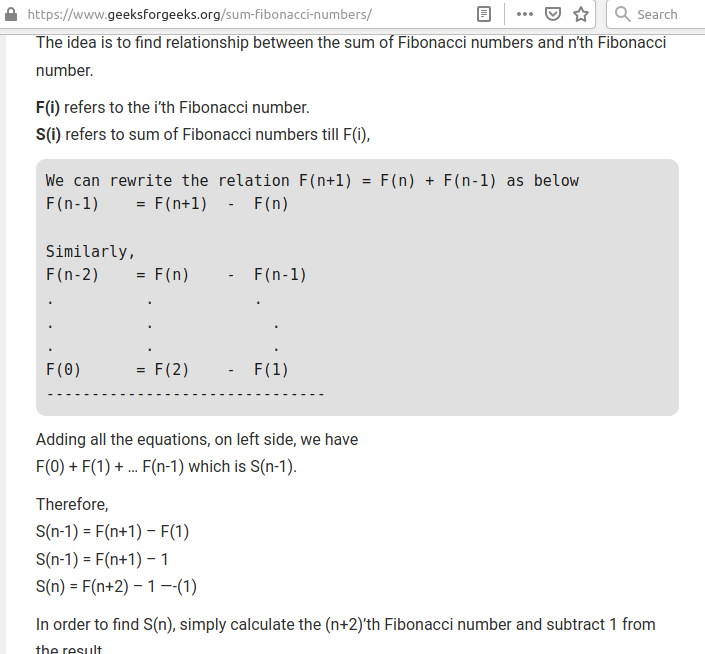 https://www.geeksforgeeks.org/sum-fibonacci-numbers/
Search
The idea is to find relationship between the sum of Fibonacci numbers and n'th Fibonacci
number.
F(i) refers to the i'th Fibonacci number.
S(i) refers to sum of Fibonacci numbers till F(i),
We can rewrite the relation F(n+1) = F(n) + F(n-1) as below
F(n-1)    = F(n+1)  -  F(n)
Similarly,
F(n-2)    = F(n)    -  F(n-1)
.          .           .
.          .             .
.          .             .
F(0)      = F(2)    -  F(1)
-------------------------------
Adding all the equations, on left side, we have
F(0) + F(1) + … F(n-1) which is S(n-1).
Therefore,
S(n-1) = F(n+1) – F(1)
S(n-1) = F(n+1) – 1
S(n) = F(n+2) – 1 —-(1)
In order to find S(n), simply calculate the (n+2)'th Fibonacci number and subtract 1 from
the result